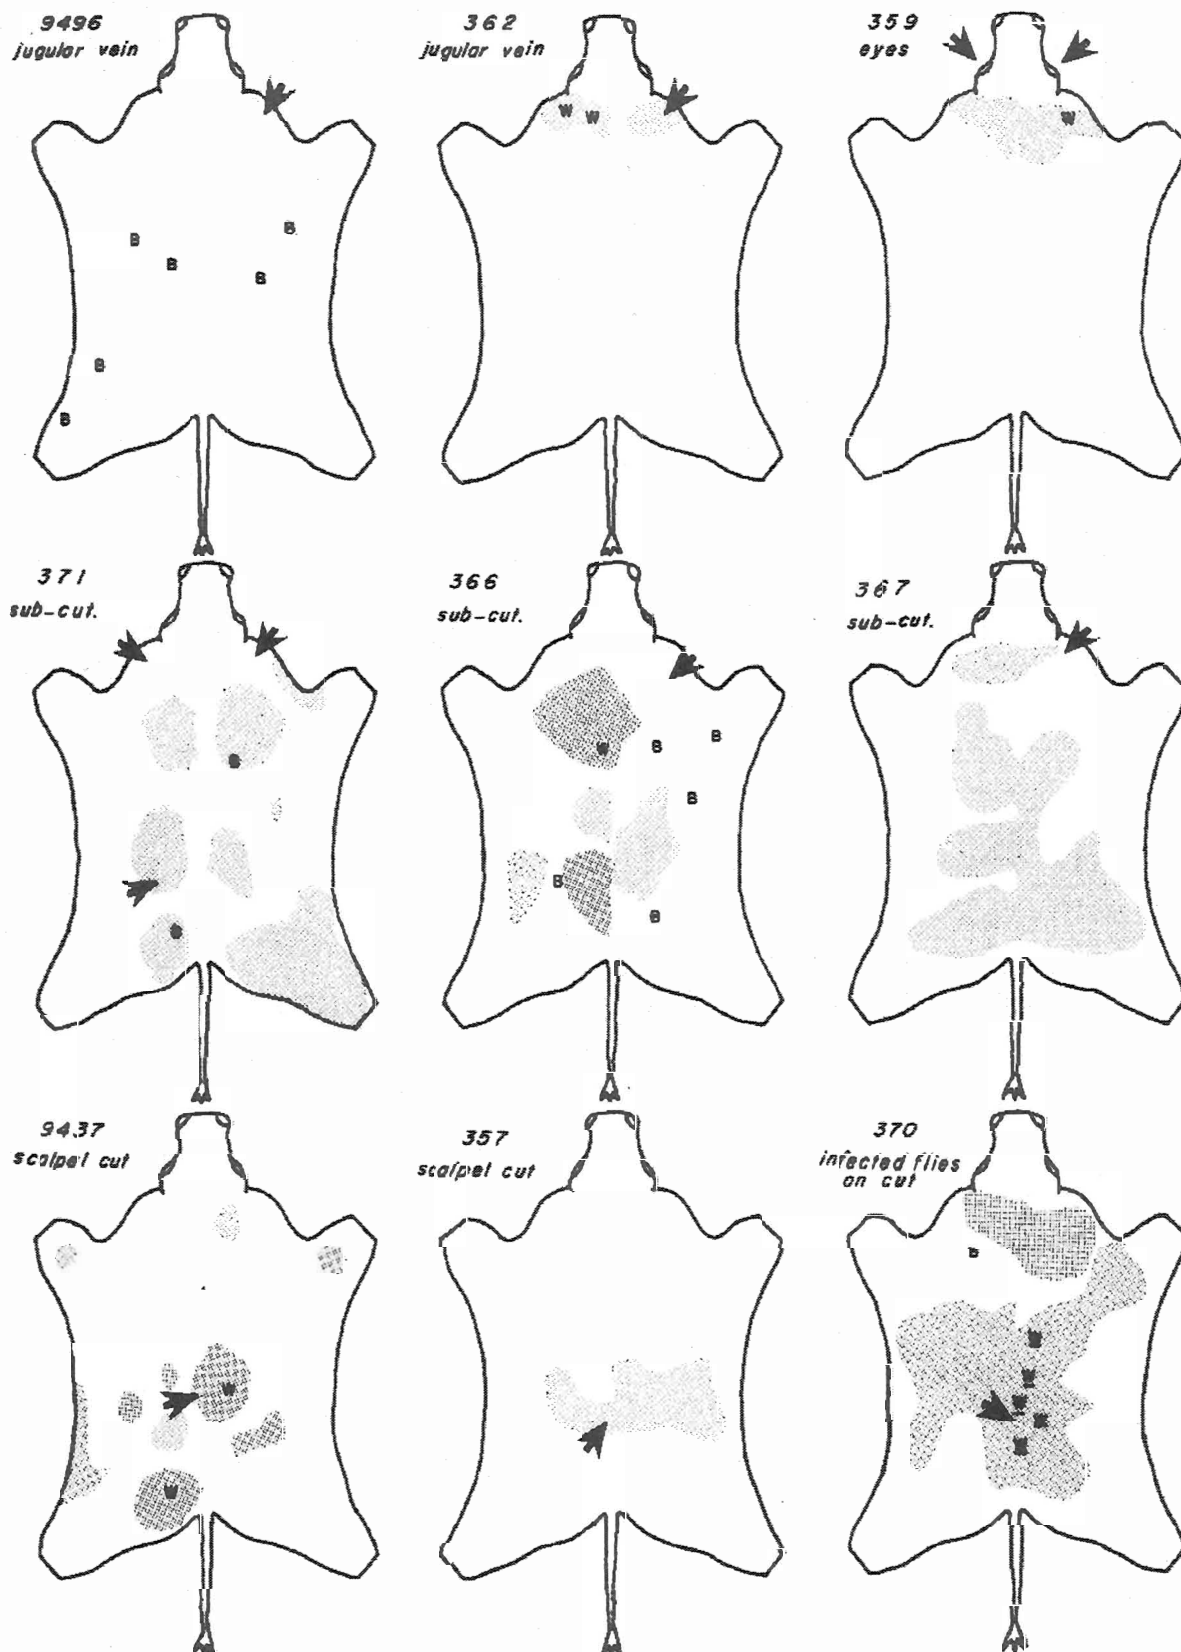 9496
jugular vein
362
jugular vein
359
eyes
W
W
W
B
B
B
B
B
B
371
sub-cut.
366
sub-cut.
367
sub-cut.
B
W
B
B
B
B
B
9437
scalpel cut
357
scalpel cut
370
infected flies
on cut
W
W
W
W